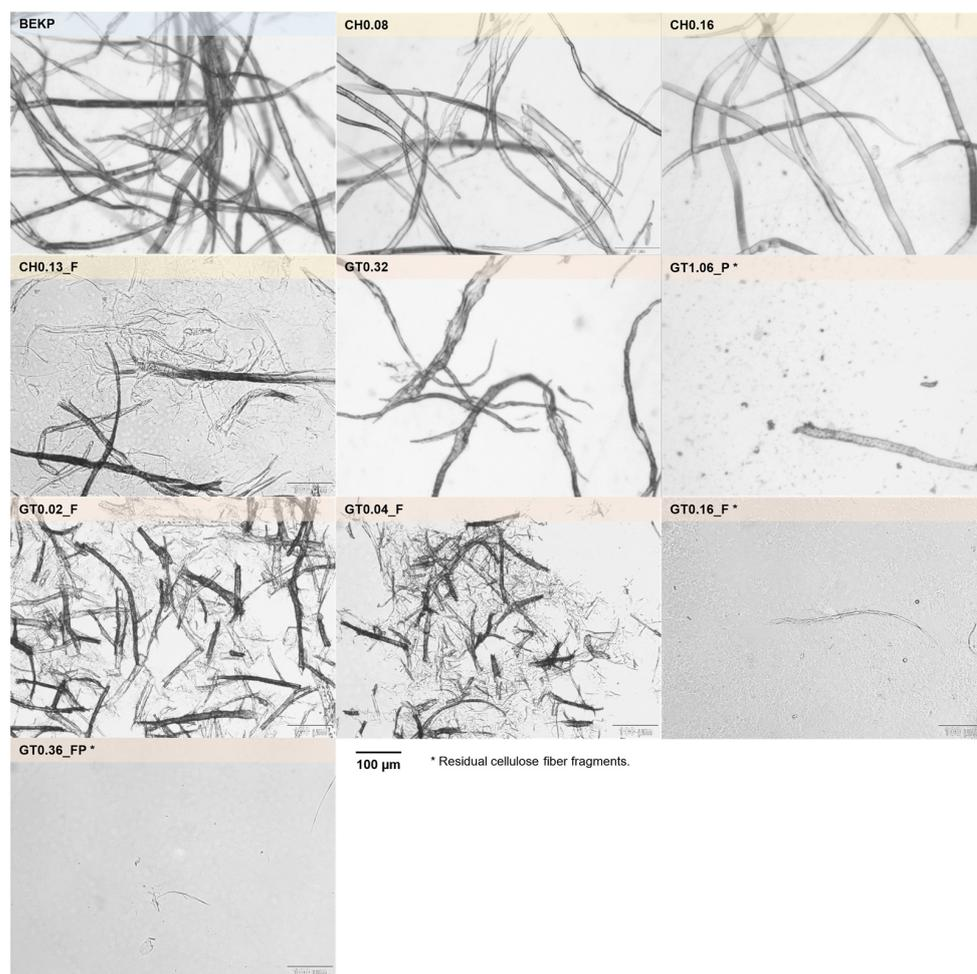 BEKP
CH0.08
CH0.16
CH0.13_F
GT0.32
GT1.06_P *
GT0.02_F
GT0.04_F
GT0.16_F *
GT0.36_FP *
100 µm
* Residual cellulose fiber fragments.